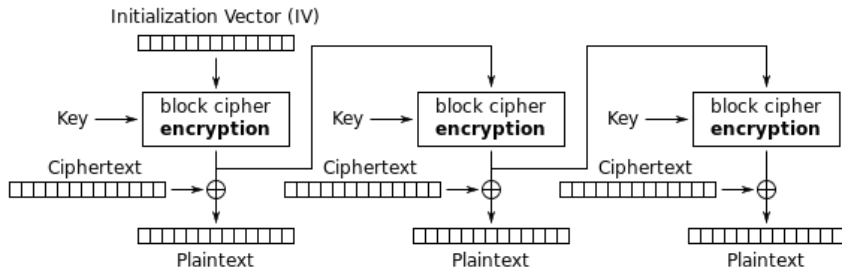 Initialization Vector (IV)
Key
block cipher
encryption
Key
block cipher
encryption
Key
block cipher
encryption
Ciphertext
Ciphertext
Ciphertext
Plaintext
Plaintext
Plaintext